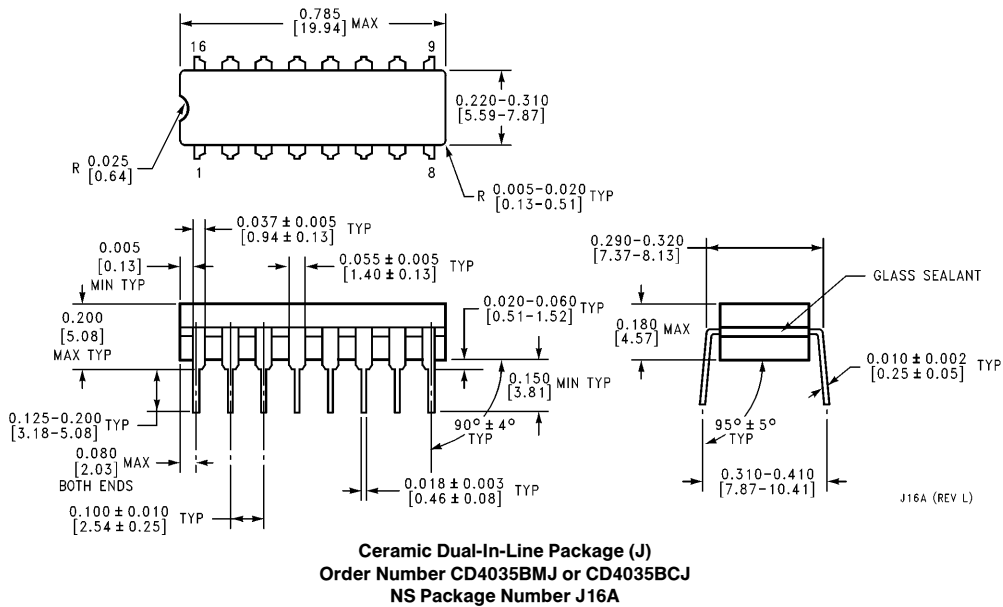 0.785
[19.94] MAX
16
9
0.220-0.310
[5.59-7.87]
R 0.025
[0.64]
1
8
R 0.005-0.020 TYP
[0.13-0.51]
0.037 ± 0.005 TYP
[0.94 ± 0.13]
0.005
[0.13]
MIN TYP
0.055 ± 0.005 TYP
[1.40 ± 0.13]
0.290-0.320
[7.37-8.13]
GLASS SEALANT
0.020-0.060 TYP
[0.51-1.52]
0.200
[5.08]
MAX TYP
0.180 MAX
[4.57]
0.150 MIN TYP
[3.81]
0.010 ± 0.002 TYP
[0.25 ± 0.05]
0.125-0.200 TYP
[3.18-5.08]
90° ± 4°
TYP
95° ± 5°
TYP
0.080 MAX
[2.03]
BOTH ENDS
0.018 ± 0.003 TYP
[0.46 ± 0.08]
0.310-0.410
[7.87-10.41]
J16A (REV L)
0.100 ± 0.010 TYP
[2.54 ± 0.25]
Ceramic Dual-In-Line Package (J)
Order Number CD4035BMJ or CD4035BCJ
NS Package Number J16A